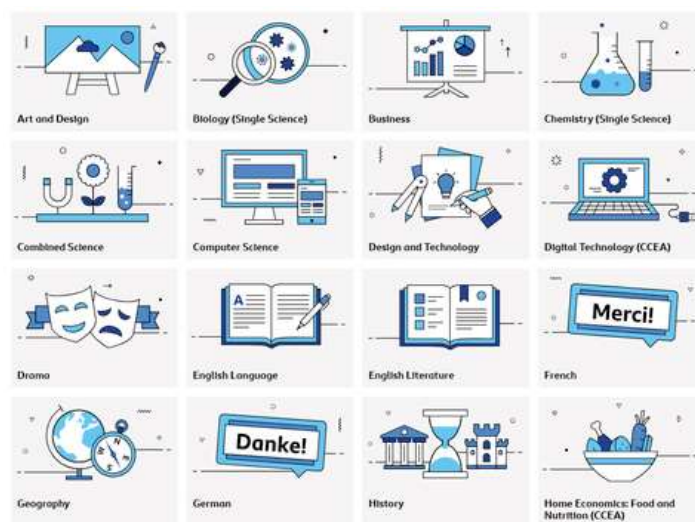 Art and Design
Biology (Single Science)
Business
Chemistry (Single Science)
Combined Science
Computer Science
Design and Technology
Digital Technology (CCEA)
Drama
A
English Language
English Literature
Merci!
French
N
E
S
W
Geography
Danke!
German
History
Home Economics: Food and
Nutrition (CCEA)